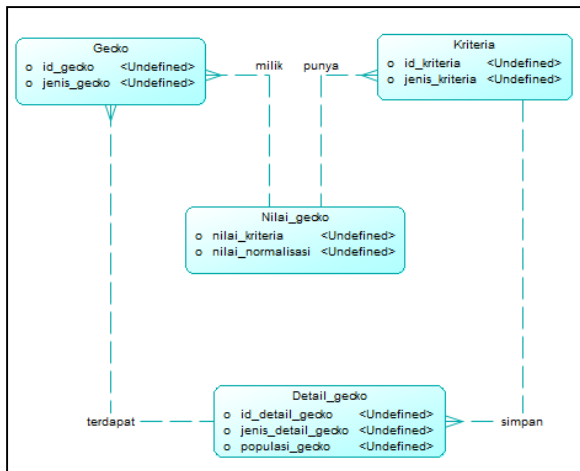 Gecko
o id_gecko <Undefined>
o jenis_gecko <Undefined>
milik
punya
Kriteria
o id_kriteria <Undefined>
o jenis_kriteria <Undefined>
Nilai_gecko
o nilai_kriteria <Undefined>
o nilai_normalisasi <Undefined>
terdapat
Detail_gecko
o id_detail_gecko <Undefined>
o jenis_detail_gecko <Undefined>
o populasi_gecko <Undefined>
simpan